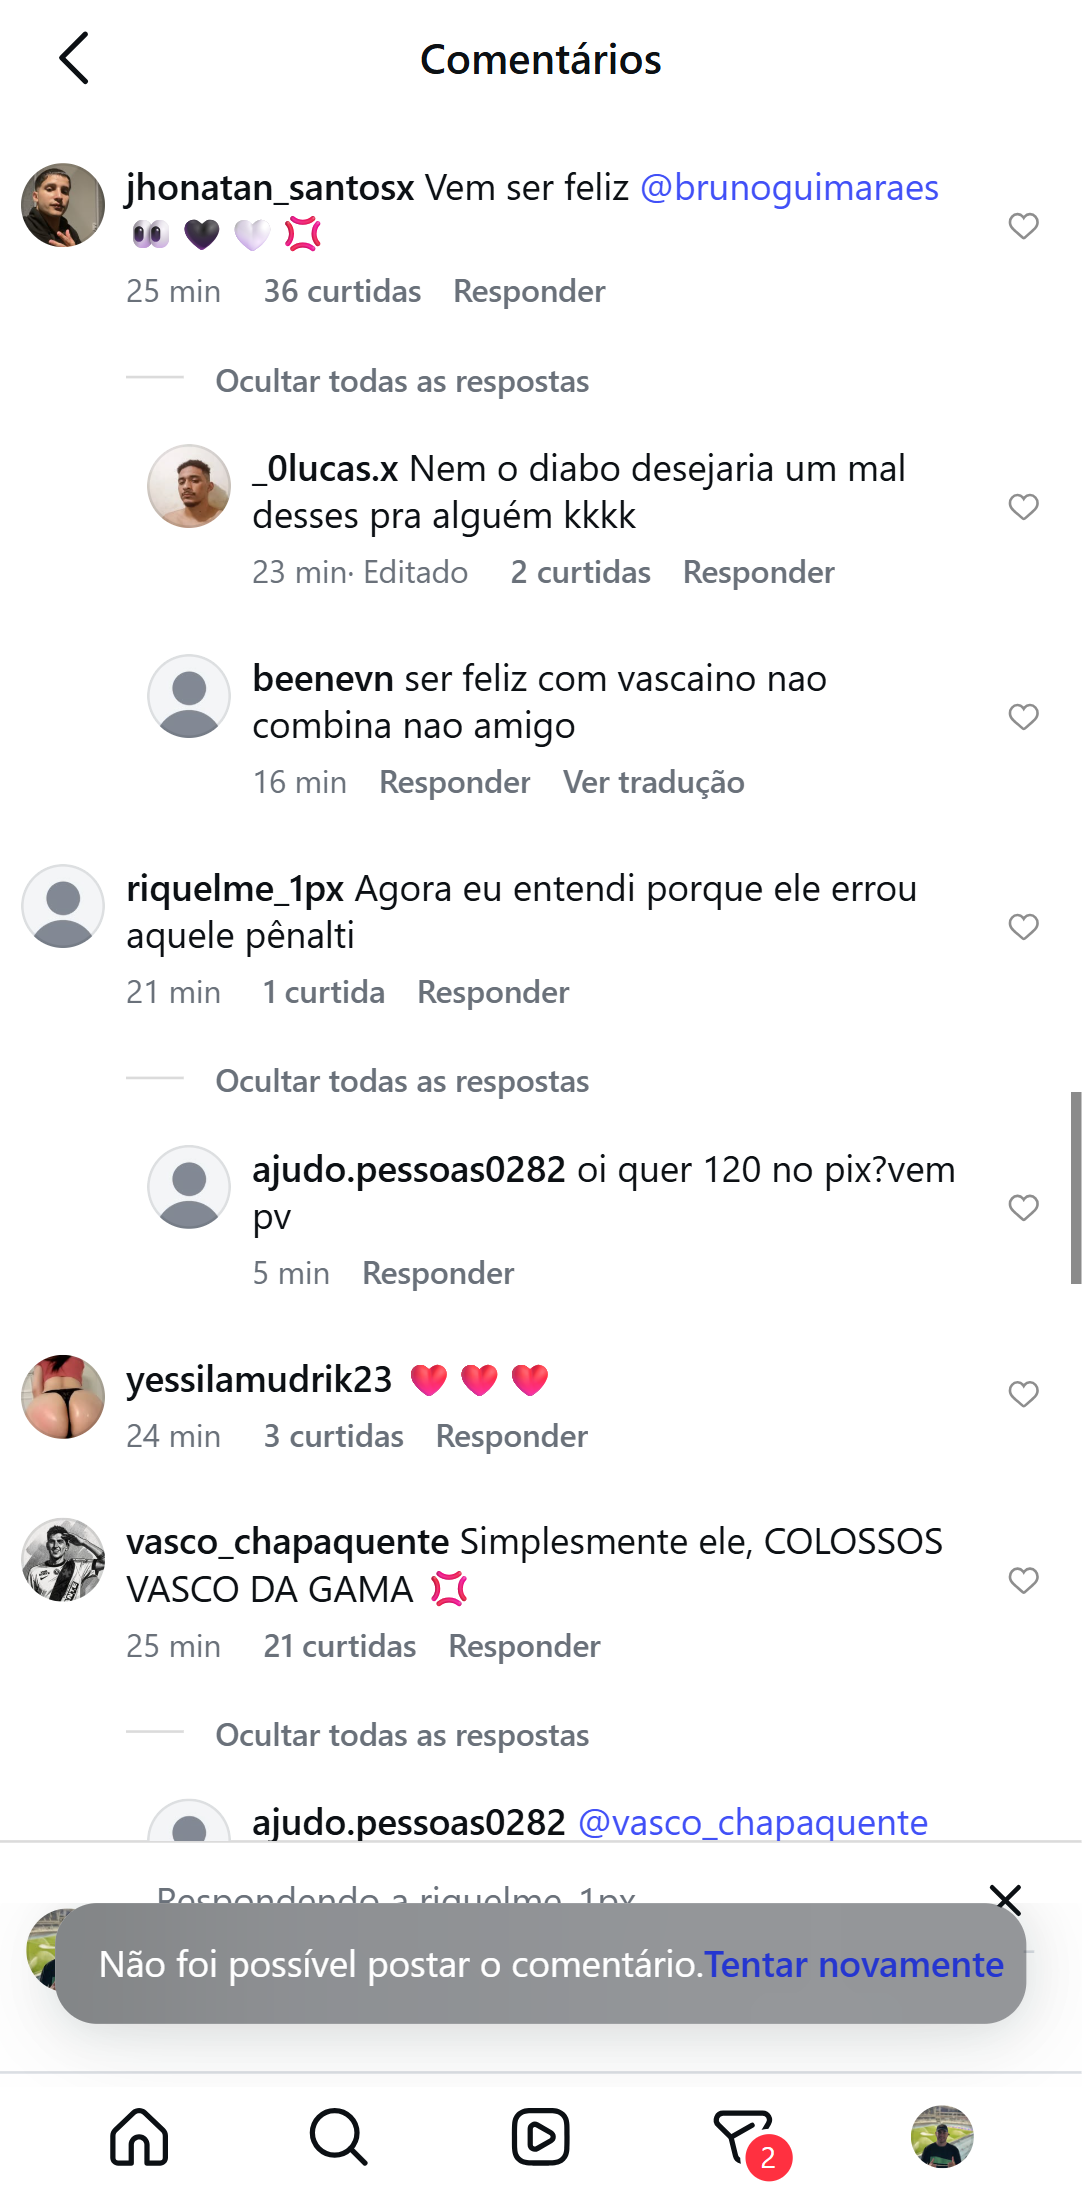 Comentários
jhonatan_santosx Vem ser feliz @brunoguimaraes
👀 🖤 🤍 💢
25 min 36 curtidas Responder
Ocultar todas as respostas
_0lucas.x Nem o diabo desejaria um mal
desses pra alguém kkkk
23 min· Editado 2 curtidas Responder
beenevn ser feliz com vascaino nao
combina nao amigo
16 min Responder Ver tradução
riquelme_1px Agora eu entendi porque ele errou
aquele pênalti
21 min 1 curtida Responder
Ocultar todas as respostas
ajudo.pessoas0282 oi quer 120 no pix?vem
pv
5 min Responder
yessilamudrik23 ❤️ ❤️ ❤️
24 min 3 curtidas Responder
vasco_chapaquente Simplesmente ele, COLOSSOS
VASCO DA GAMA 💢
25 min 21 curtidas Responder
Ocultar todas as respostas
ajudo.pessoas0282 @vasco_chapaquente
Respondendo a riquelme_1px
Não foi possível postar o comentário.Tentar novamente
2